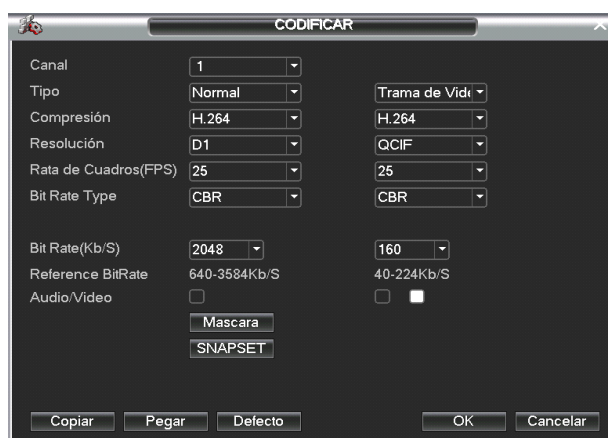 CODIFICAR
Canal 1
Tipo Normal Trama de Vide
Compresión H.264 H.264
Resolución D1 QCIF
Rata de Cuadros(FPS) 25 25
Bit Rate Type CBR CBR
Bit Rate(Kb/S) 2048 160
Reference BitRate 640-3584Kb/S 40-224Kb/S
Audio/Video
Mascara
SNAPSET
Copiar Pegar Defecto OK Cancelar